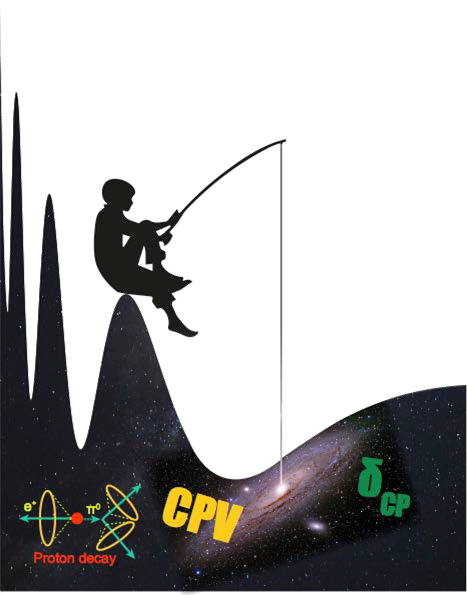 e⁺ π⁰
Proton decay
CPV
δCP